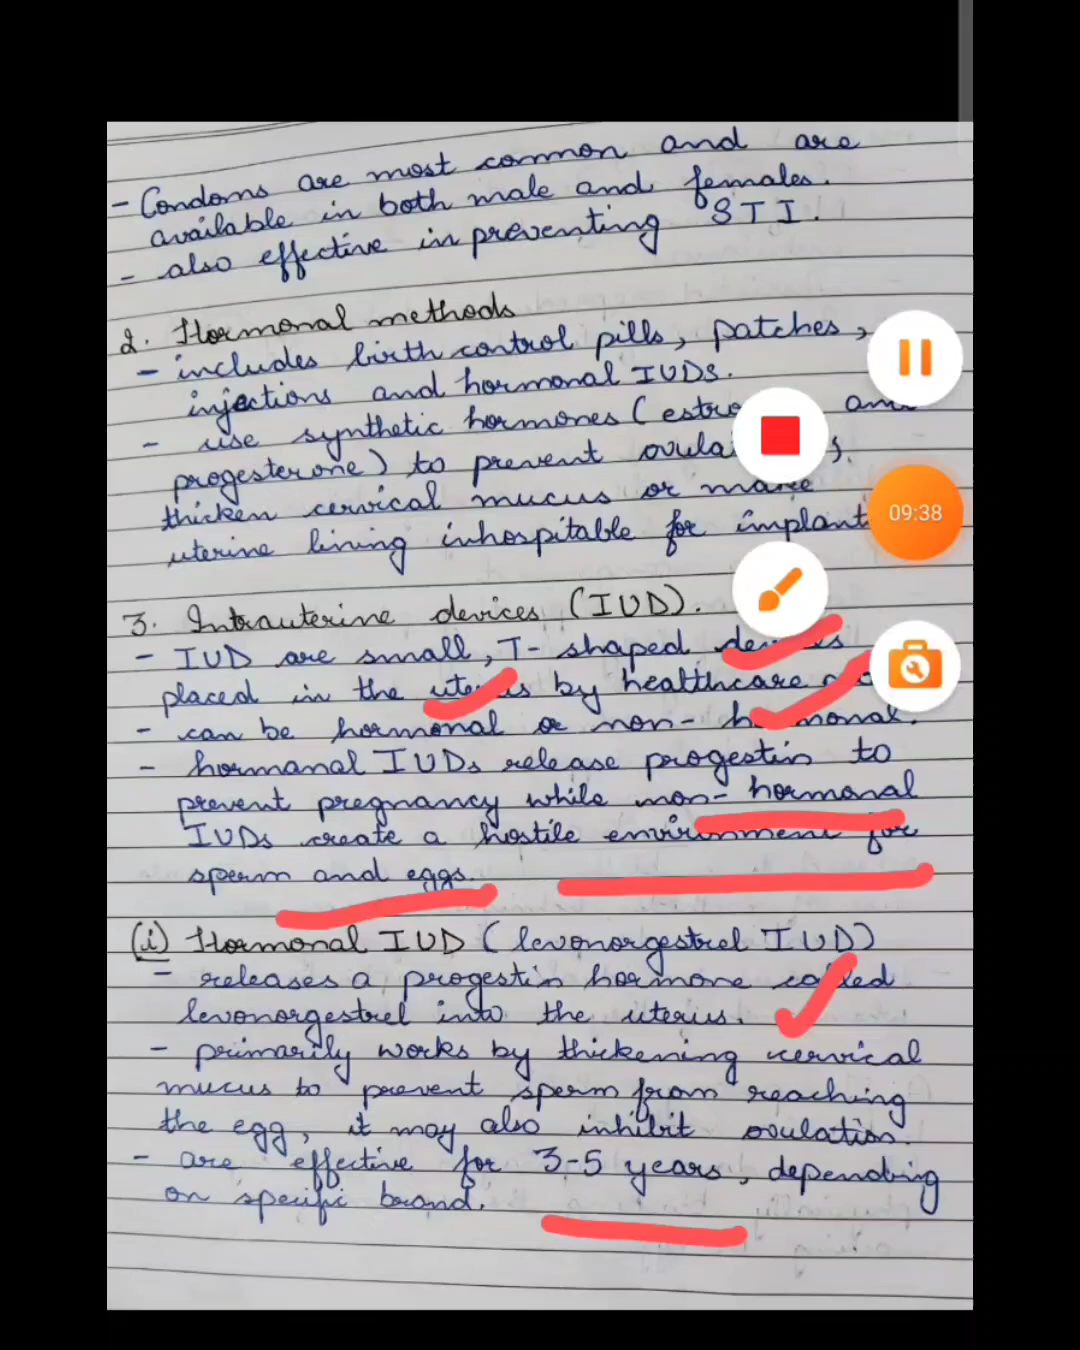 - Condoms are most common and are
available in both male and females.
- also effective in preventing STI.
2. Hormonal methods
- includes birth control pills, patches,
injections and hormonal IUDS.
- use synthetic hormones (
progesterone) to prevent
thicken cervical mucus or make
uterine lining inhospitable for
3. Intrauterine devices (IUD).
- IUD are small, T-shaped devices
placed in the uterus by healthcare
- can be hormonal or non-hormonal.
- hormanal IUDs release progestin to
prevent pregnancy while non-hormonal
IUDs create a hostile environment for
sperm and eggs.
(i) Hormonal IUD (levonorgestrel IUD)
- releases a progestin hormone called
levonorgestrel into the uterus.
- primarily works by thickening cervical
mucus to prevent sperm from reaching
the egg, it may also inhibit ovulation.
- are effective for 3-5 years, depending
on specific brand.
09:38